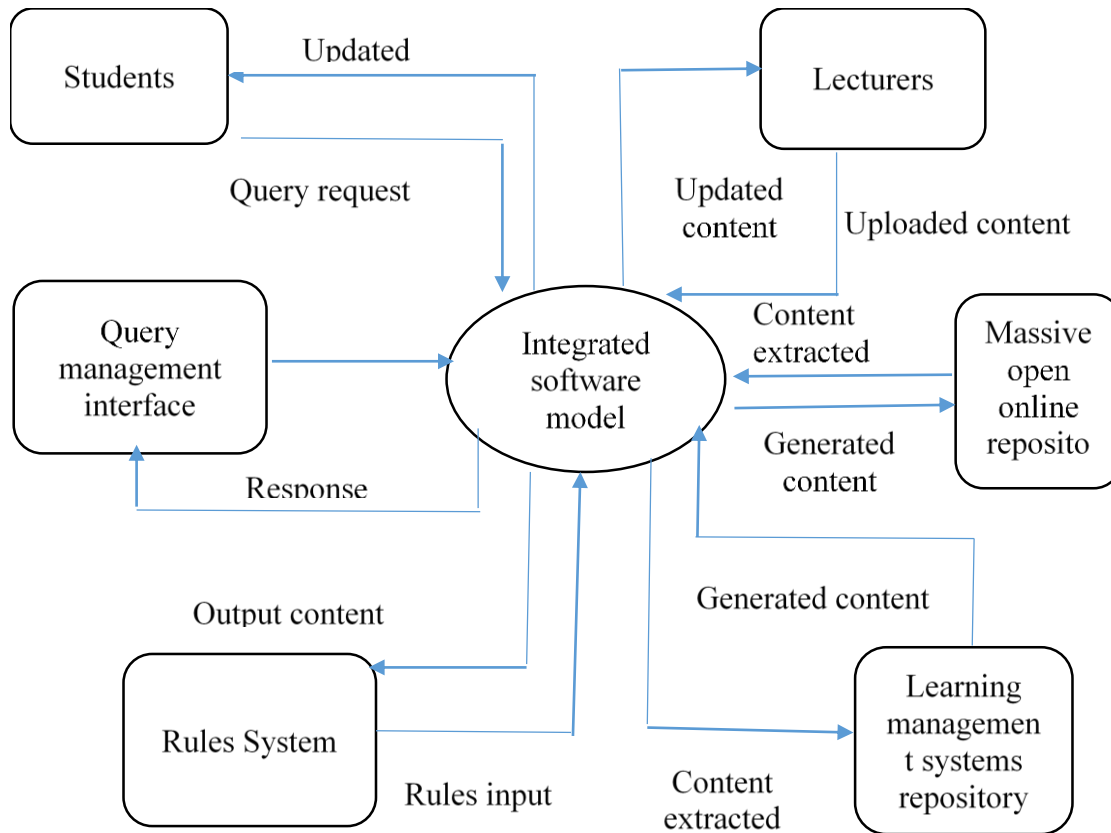 Students
Updated
Query request
Lecturers
Updated
content
Uploaded content
Query
management
interface
Integrated
software
model
Content
extracted
Massive
open
online
reposito
Generated
content
Response
Output content
Generated content
Rules System
Rules input
Learning
managemen
t systems
repository
Content
extracted